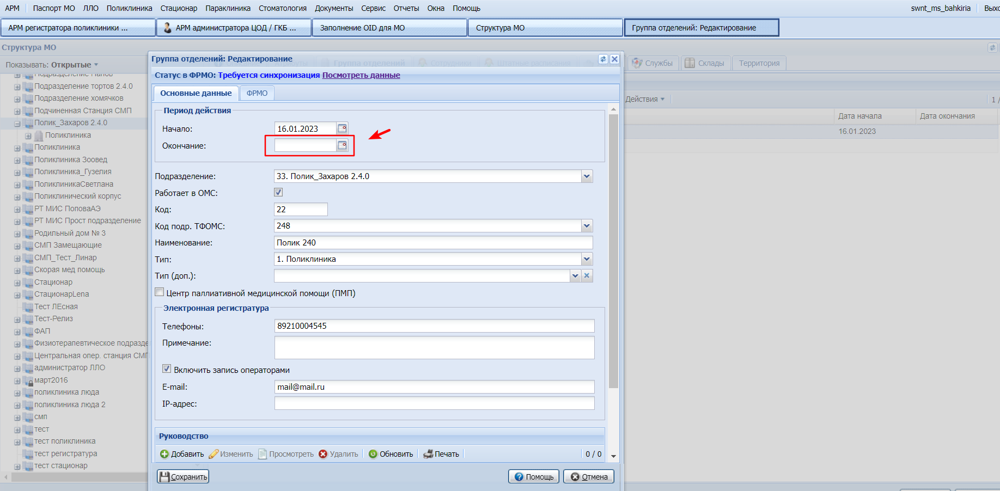 АРМ Паспорт МО ЛЛО Поликлиника Стационар Параклиника Стоматология Документы Сервис Отчеты Окна Помощь swnt_ms_bahkiria
АРМ регистратора поликлиники ... АРМ администратора ЦОД / ГКБ ... Заполнение OID для МО Структура МО Группа отделений: Редактирование
Структура МО
Показывать: Открытые
Подразделение тортов 2.4.0
Подразделение хомячков
Подчиненная Станция СМП
Полик_Захаров 2.4.0
Поликлиника
Поликлиника
Поликлиника Зоовед
Поликлиника_Гузелия
ПоликлиникаСветлана
Поликлинический корпус
РТ МИС ПоповаАЭ
РТ МИС Прост подразделение
Родильный дом № 3
СМП Замещающие
СМП_Тест_Линар
Скорая мед помощь
Стационар
СтационарLena
Тест ЛЕсная
Тест-Релиз
ФАП
Физиотерапевтическое подразде
Центральная опер. станция СМП
администратор ЛЛО
март2016
поликлиника люда
поликлиника люда 2
смп
тест
тест поликлиника
тест регистратура
тест стационар
Группа отделений: Редактирование
Группа отделений Сотрудники Штатные расписания Службы Склады Территория
Статус в ФРМО: Требуется синхронизация Посмотреть данные
Основные данные ФРМО
Действия 1 /
Дата начала Дата окончания
16.01.2023
Период действия
Начало: 16.01.2023
Окончание:
Подразделение: 33. Полик_Захаров 2.4.0
Работает в ОМС:
Код: 22
Код подр. ТФОМС: 248
Наименование: Полик 240
Тип: 1. Поликлиника
Тип (доп.):
Центр паллиативной медицинской помощи (ПМП)
Электронная регистратура
Телефоны: 89210004545
Примечание:
Включить запись операторами
E-mail: mail@mail.ru
IP-адрес:
Руководство
Добавить Изменить Просмотреть Удалить Обновить Печать 0 / 0
Сохранить Помощь Отмена